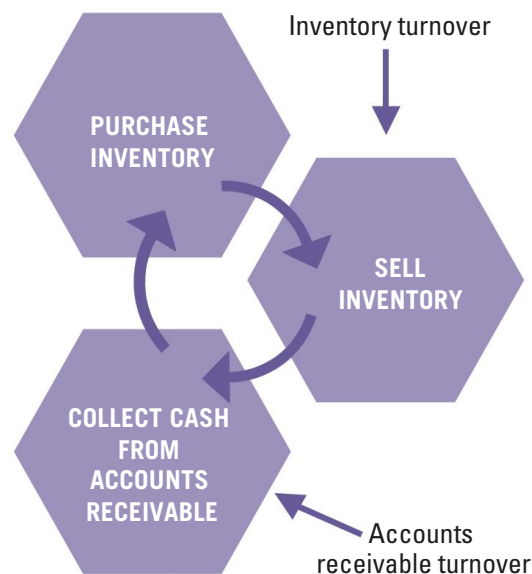 Inventory turnover
PURCHASE
INVENTORY
SELL
INVENTORY
COLLECT CASH
FROM
ACCOUNTS
RECEIVABLE
Accounts
receivable turnover